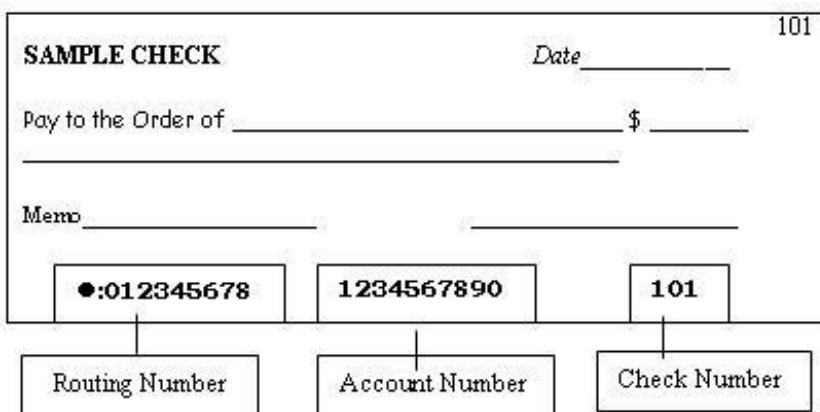 101
SAMPLE CHECK Date
Pay to the Order of $
Memo
●:012345678 1234567890 101
Routing Number Account Number Check Number